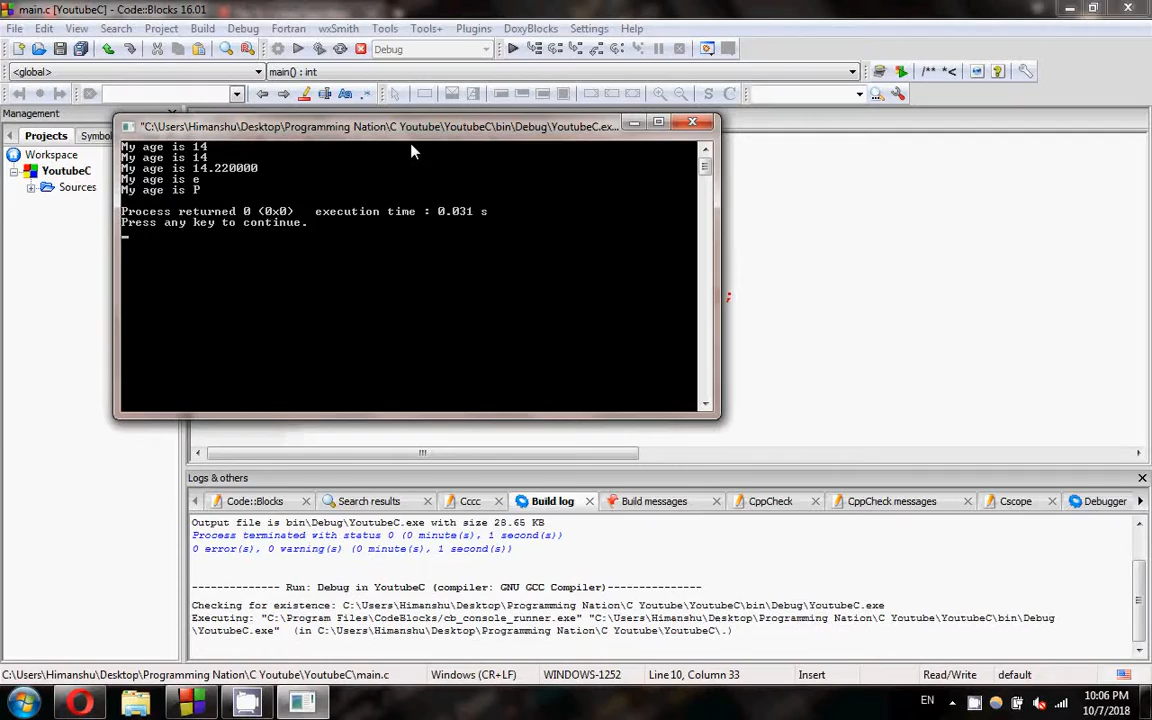 main.c [YoutubeC] - Code::Blocks 16.01
File Edit View Search Project Build Debug Fortran wxSmith Tools Tools+ Plugins DoxyBlocks Settings Help
Debug
<global> main() : int /** *<
Management
Projects Symbo
Workspace
YoutubeC
Sources
"C:\Users\Himanshu\Desktop\Programming Nation\C Youtube\YoutubeC\bin\Debug\YoutubeC.ex...
My age is 14
My age is 14
My age is 14.220000
My age is e
My age is P
Process returned 0 (0x0) execution time : 0.031 s
Press any key to continue.
;
Logs & others
Code::Blocks Search results Cccc Build log Build messages CppCheck CppCheck messages Cscope Debugger
Output file is bin\Debug\YoutubeC.exe with size 28.65 KB
Process terminated with status 0 (0 minute(s), 1 second(s))
0 error(s), 0 warning(s) (0 minute(s), 1 second(s))
-------------- Run: Debug in YoutubeC (compiler: GNU GCC Compiler)---------------
Checking for existence: C:\Users\Himanshu\Desktop\Programming Nation\C Youtube\YoutubeC\bin\Debug\YoutubeC.exe
Executing: "C:\Program Files\CodeBlocks/cb_console_runner.exe" "C:\Users\Himanshu\Desktop\Programming Nation\C Youtube\YoutubeC\bin\Debug
\YoutubeC.exe" (in C:\Users\Himanshu\Desktop\Programming Nation\C Youtube\YoutubeC\.)
C:\Users\Himanshu\Desktop\Programming Nation\C Youtube\YoutubeC\main.c Windows (CR+LF) WINDOWS-1252 Line 10, Column 33 Insert Read/Write default
EN 10:06 PM
10/7/2018